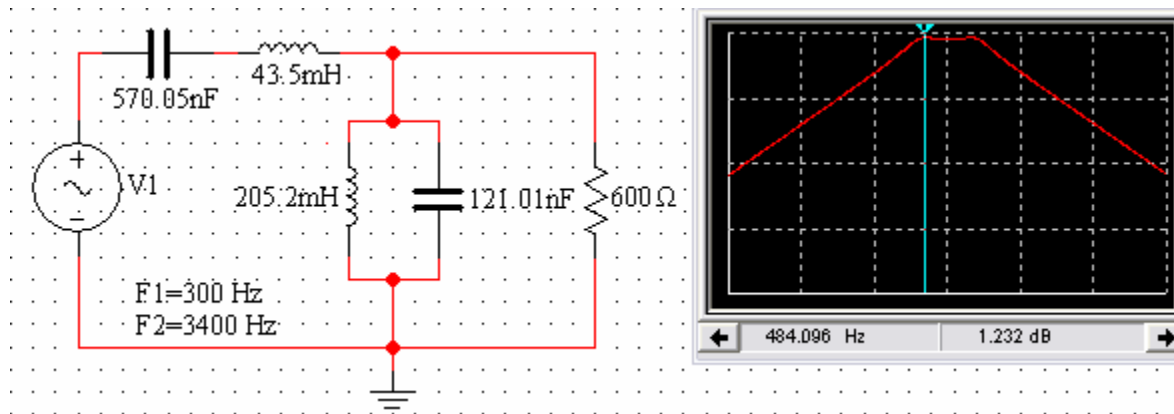 570.05nF
43.5mH
V1
205.2mH
121.01nF
600Ω
F1=300 Hz
F2=3400 Hz
484.096 Hz
1.232 dB